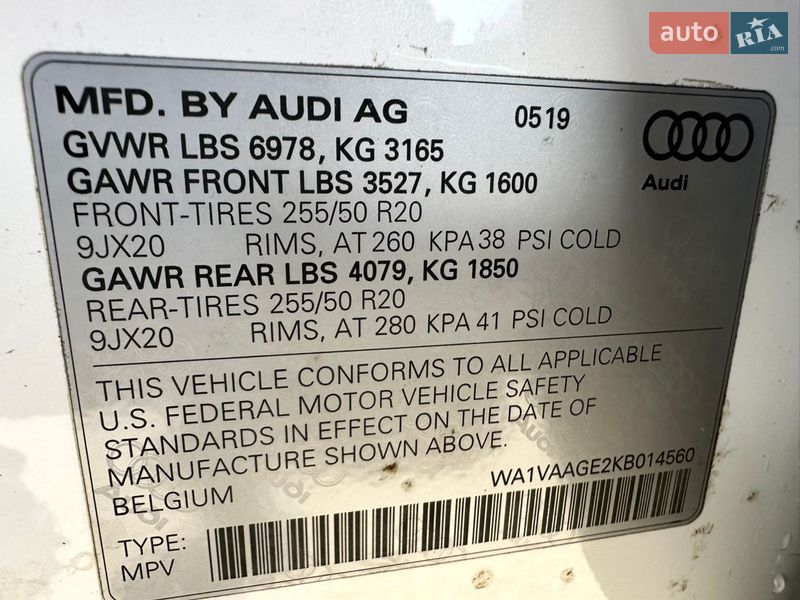 auto RIA.com
MFD. BY AUDI AG 0519
GVWR LBS 6978, KG 3165
GAWR FRONT LBS 3527, KG 1600 Audi
FRONT-TIRES 255/50 R20
9JX20 RIMS, AT 260 KPA 38 PSI COLD
GAWR REAR LBS 4079, KG 1850
REAR-TIRES 255/50 R20
9JX20 RIMS, AT 280 KPA 41 PSI COLD
THIS VEHICLE CONFORMS TO ALL APPLICABLE
U.S. FEDERAL MOTOR VEHICLE SAFETY
STANDARDS IN EFFECT ON THE DATE OF
MANUFACTURE SHOWN ABOVE.
BELGIUM WA1VAAGE2KB014560
TYPE:
MPV